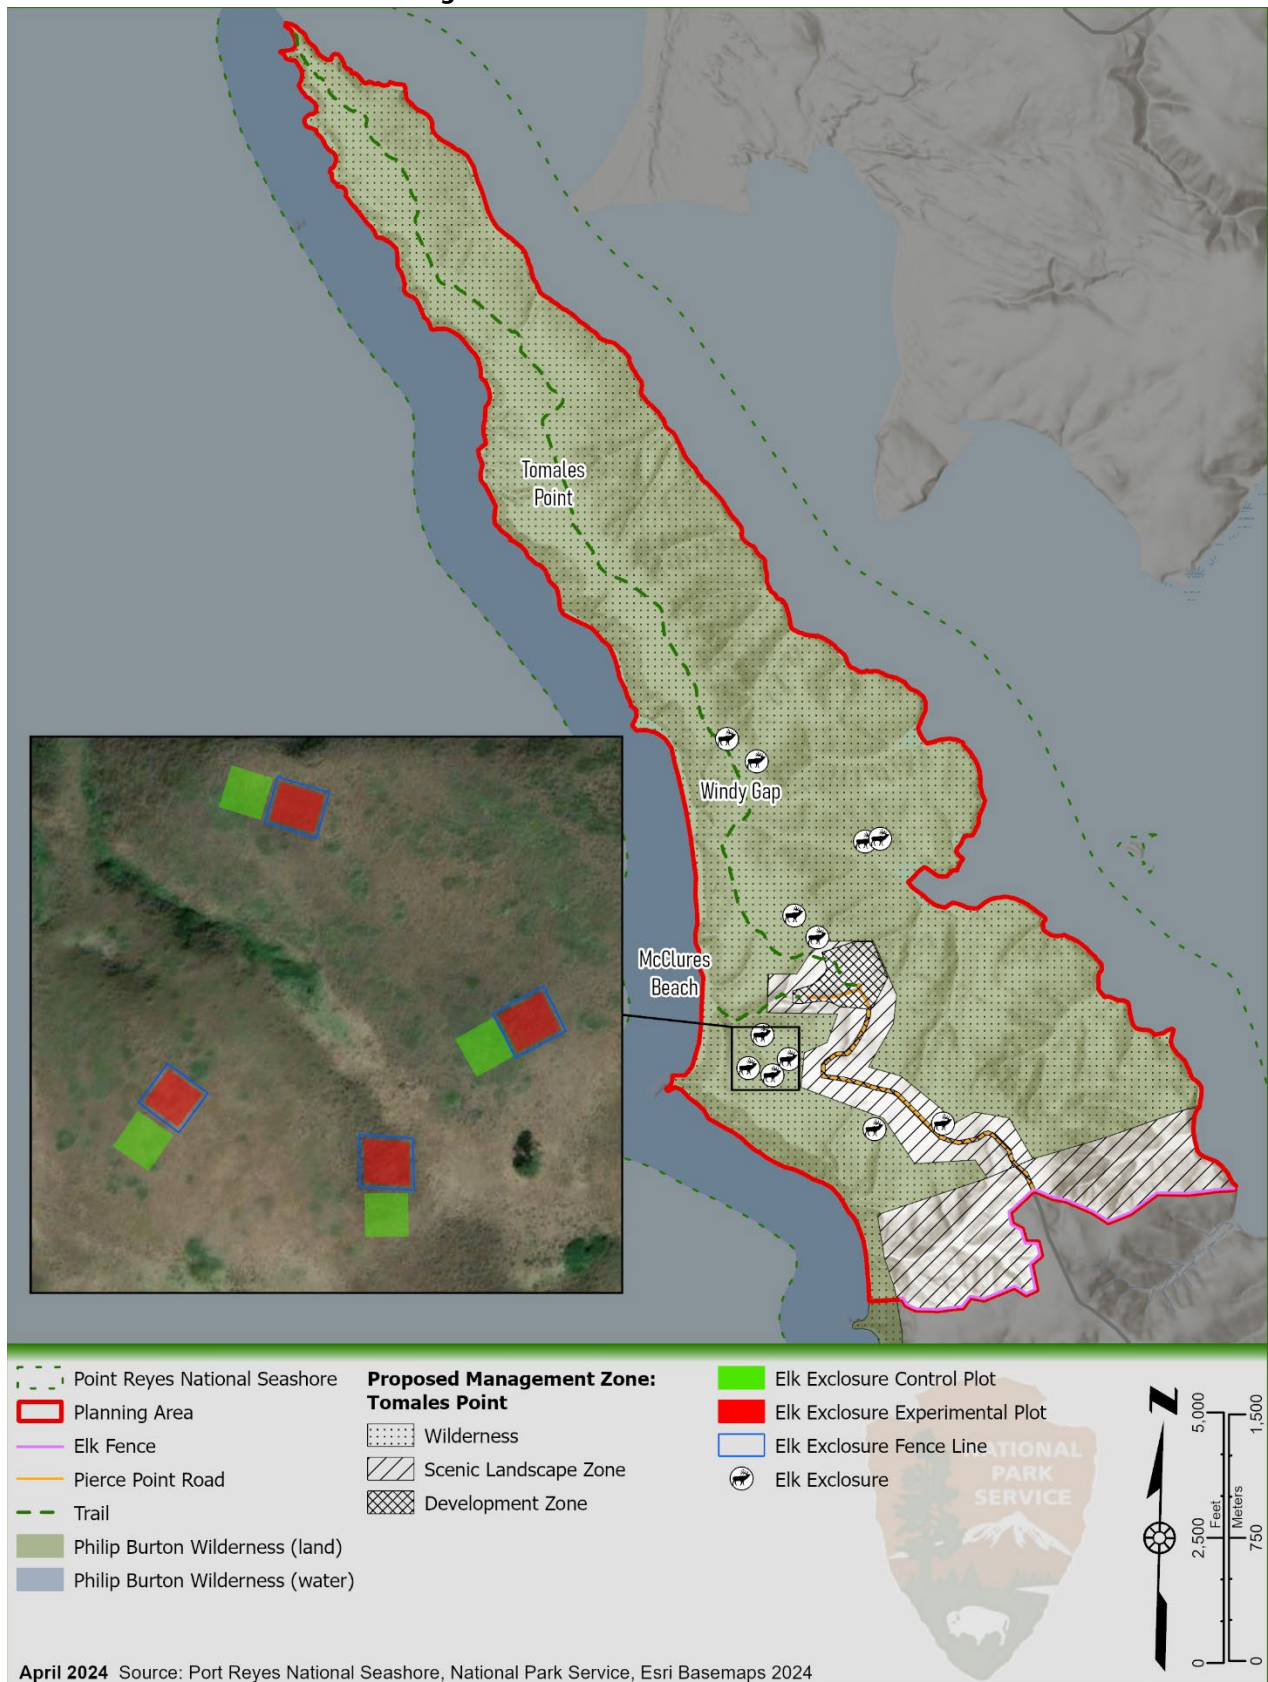 Tomales
Point
Windy Gap
McClures
Beach
Point Reyes National Seashore
Planning Area
Elk Fence
Pierce Point Road
Trail
Philip Burton Wilderness (land)
Philip Burton Wilderness (water)
Proposed Management Zone:
Tomales Point
Wilderness
Scenic Landscape Zone
Development Zone
Elk Exclosure Control Plot
Elk Exclosure Experimental Plot
Elk Exclosure Fence Line
Elk Exclosure
NATIONAL
PARK
SERVICE
N
0 2,500 5,000
Feet
Meters
0 750 1,500
April 2024 Source: Port Reyes National Seashore, National Park Service, Esri Basemaps 2024